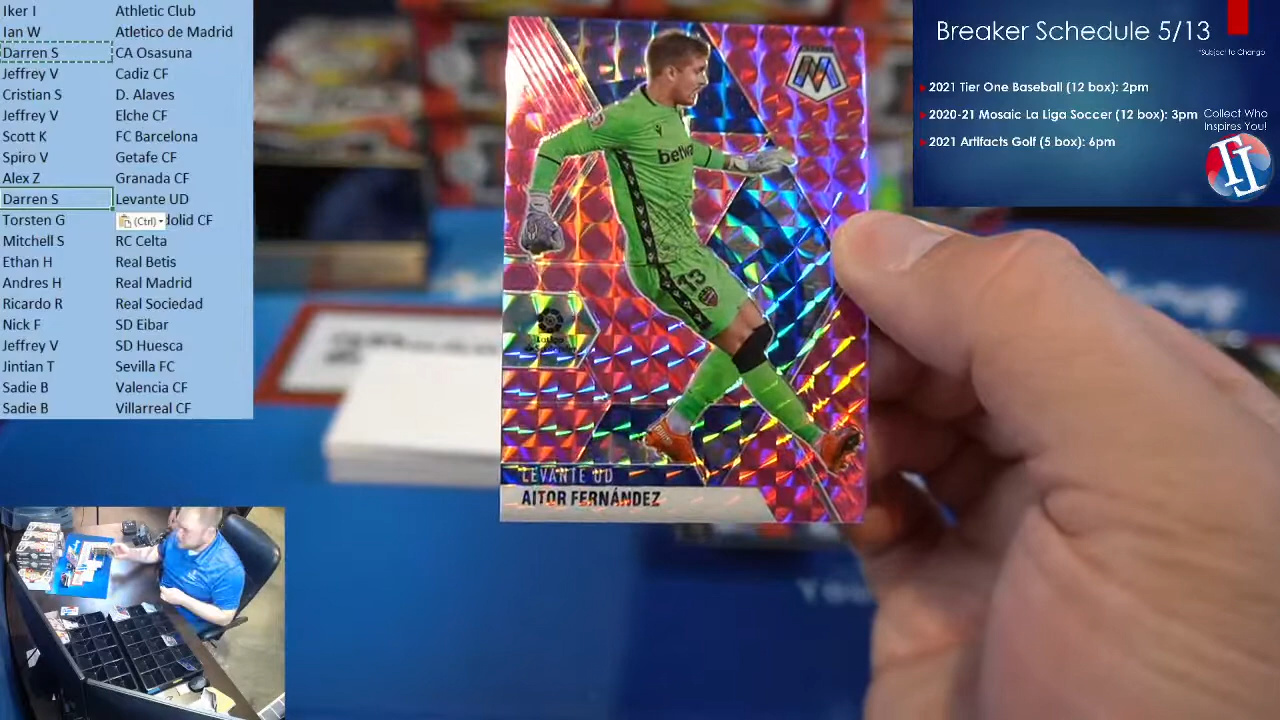 Iker I Athletic Club
Ian W Atletico de Madrid
Darren S CA Osasuna
Jeffrey V Cadiz CF
Cristian S D. Alaves
Jeffrey V Elche CF
Scott K FC Barcelona
Spiro V Getafe CF
Alex Z Granada CF
Darren S Levante UD
Torsten G (Ctrl) dolid CF
Mitchell S RC Celta
Ethan H Real Betis
Andres H Real Madrid
Ricardo R Real Sociedad
Nick F SD Eibar
Jeffrey V SD Huesca
Jintian T Sevilla FC
Sadie B Valencia CF
Sadie B Villarreal CF
betway
13
LEVANTE UD
AITOR FERNÁNDEZ
Breaker Schedule 5/13
*Subject to Change
2021 Tier One Baseball (12 box): 2pm
2020-21 Mosaic La Liga Soccer (12 box): 3pm
2021 Artifacts Golf (5 box): 6pm
Collect Who
Inspires You!